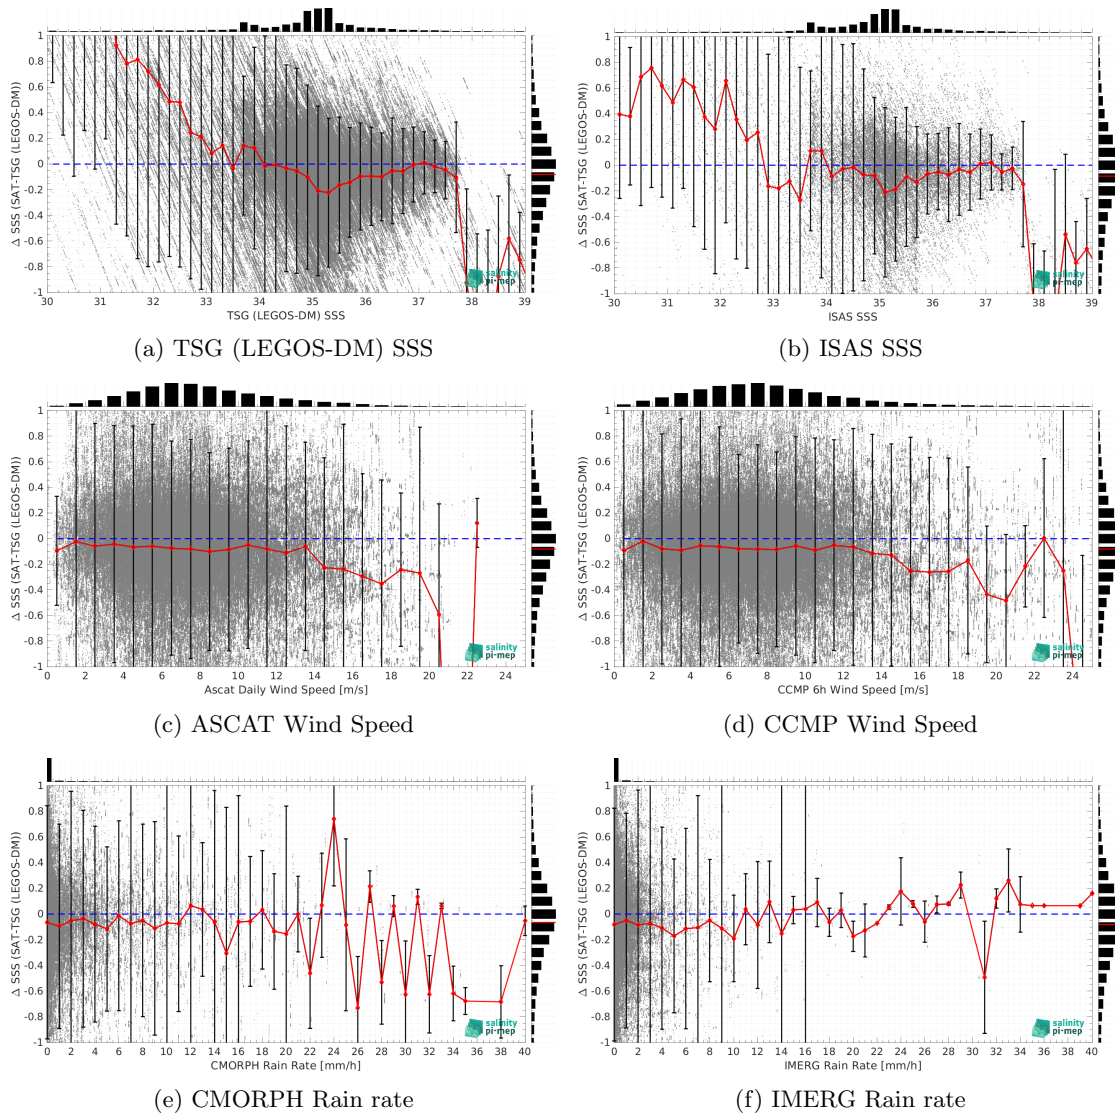 1
0.8
0.6
0.4
0.2
0
-0.2
-0.4
-0.6
-0.8
-1
Δ SSS (SAT-TSG (LEGOS-DM))
30 31 32 33 34 35 36 37 38 39
TSG (LEGOS-DM) SSS
salinity
pi-mep
(a) TSG (LEGOS-DM) SSS
1
0.8
0.6
0.4
0.2
0
-0.2
-0.4
-0.6
-0.8
-1
Δ SSS (SAT-TSG (LEGOS-DM))
30 31 32 33 34 35 36 37 38 39
ISAS SSS
salinity
pi-mep
(b) ISAS SSS
1
0.8
0.6
0.4
0.2
0
-0.2
-0.4
-0.6
-0.8
-1
Δ SSS (SAT-TSG (LEGOS-DM))
0 2 4 6 8 10 12 14 16 18 20 22 24
Ascat Daily Wind Speed [m/s]
salinity
pi-mep
(c) ASCAT Wind Speed
1
0.8
0.6
0.4
0.2
0
-0.2
-0.4
-0.6
-0.8
-1
Δ SSS (SAT-TSG (LEGOS-DM))
0 2 4 6 8 10 12 14 16 18 20 22 24
CCMP 6h Wind Speed [m/s]
salinity
pi-mep
(d) CCMP Wind Speed
1
0.8
0.6
0.4
0.2
0
-0.2
-0.4
-0.6
-0.8
-1
Δ SSS (SAT-TSG (LEGOS-DM))
0 2 4 6 8 10 12 14 16 18 20 22 24 26 28 30 32 34 36 38 40
CMORPH Rain Rate [mm/h]
salinity
pi-mep
(e) CMORPH Rain rate
1
0.8
0.6
0.4
0.2
0
-0.2
-0.4
-0.6
-0.8
-1
Δ SSS (SAT-TSG (LEGOS-DM))
0 2 4 6 8 10 12 14 16 18 20 22 24 26 28 30 32 34 36 38 40
IMERG Rain Rate [mm/h]
salinity
pi-mep
(f) IMERG Rain rate